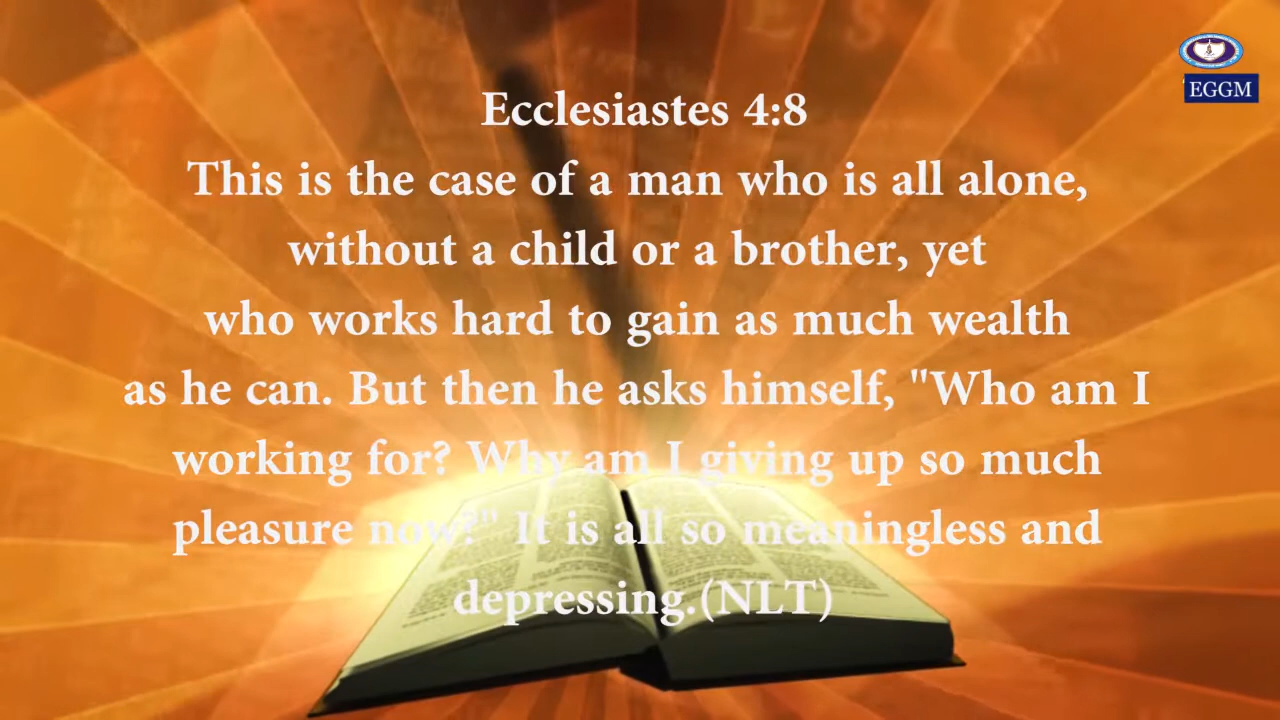 EGGM
Ecclesiastes 4:8
This is the case of a man who is all alone,
without a child or a brother, yet
who works hard to gain as much wealth
as he can. But then he asks himself, "Who am I
working for? Why am I giving up so much
pleasure now?" It is all so meaningless and
depressing.(NLT)